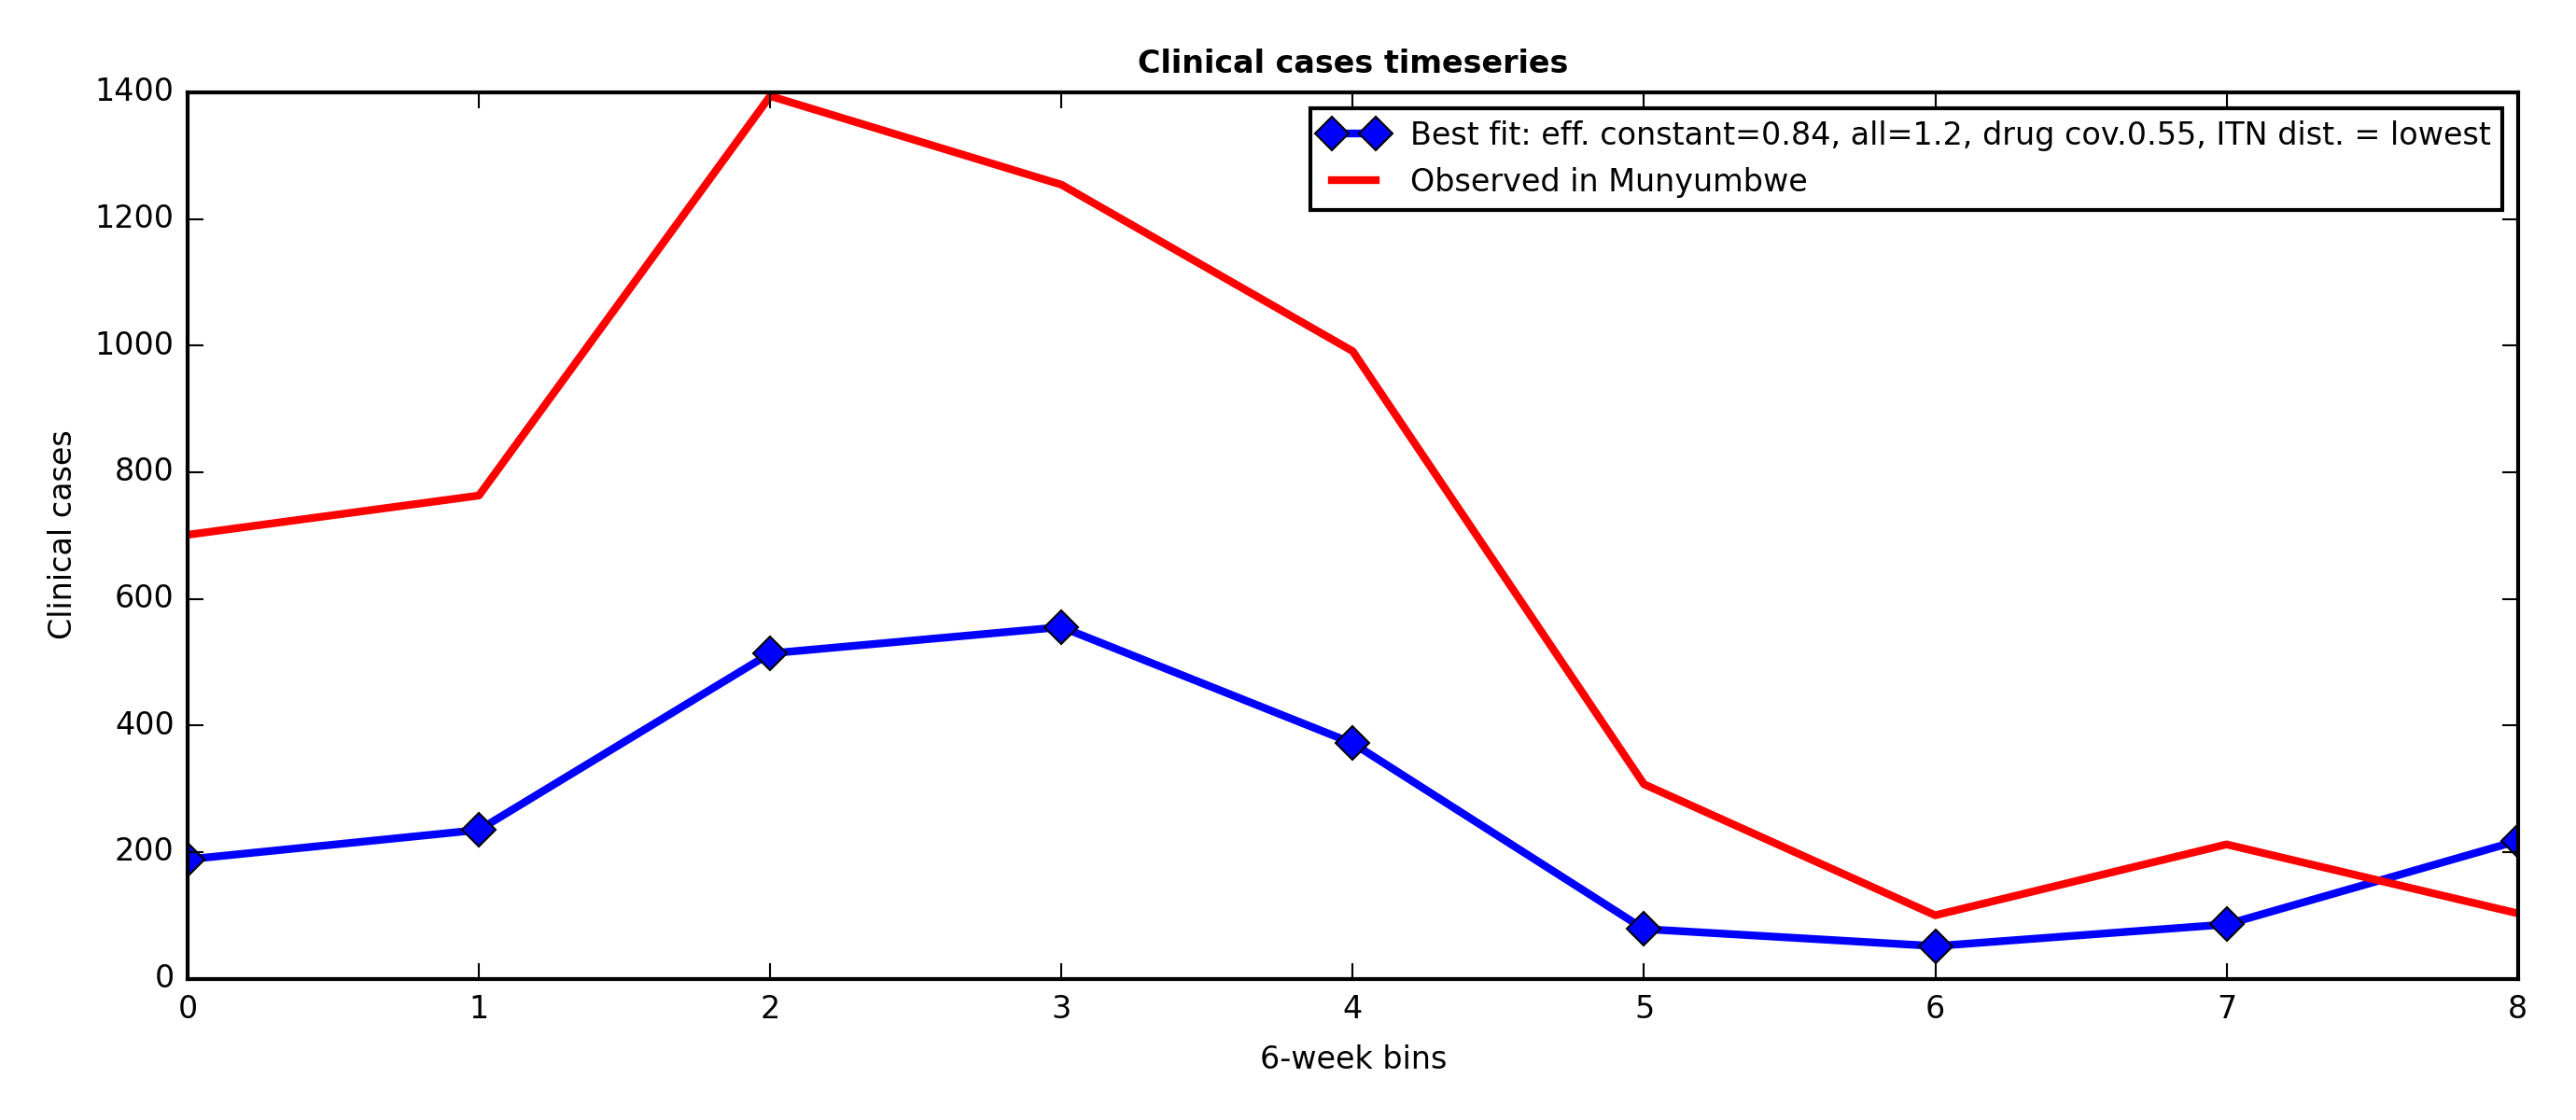 Clinical cases timeseries
1400
1200
1000
800
600
400
200
0
Clinical cases
Best fit: eff. constant=0.84, all=1.2, drug cov.0.55, ITN dist. = lowest
Observed in Munyumbwe
0 1 2 3 4 5 6 7 8
6-week bins